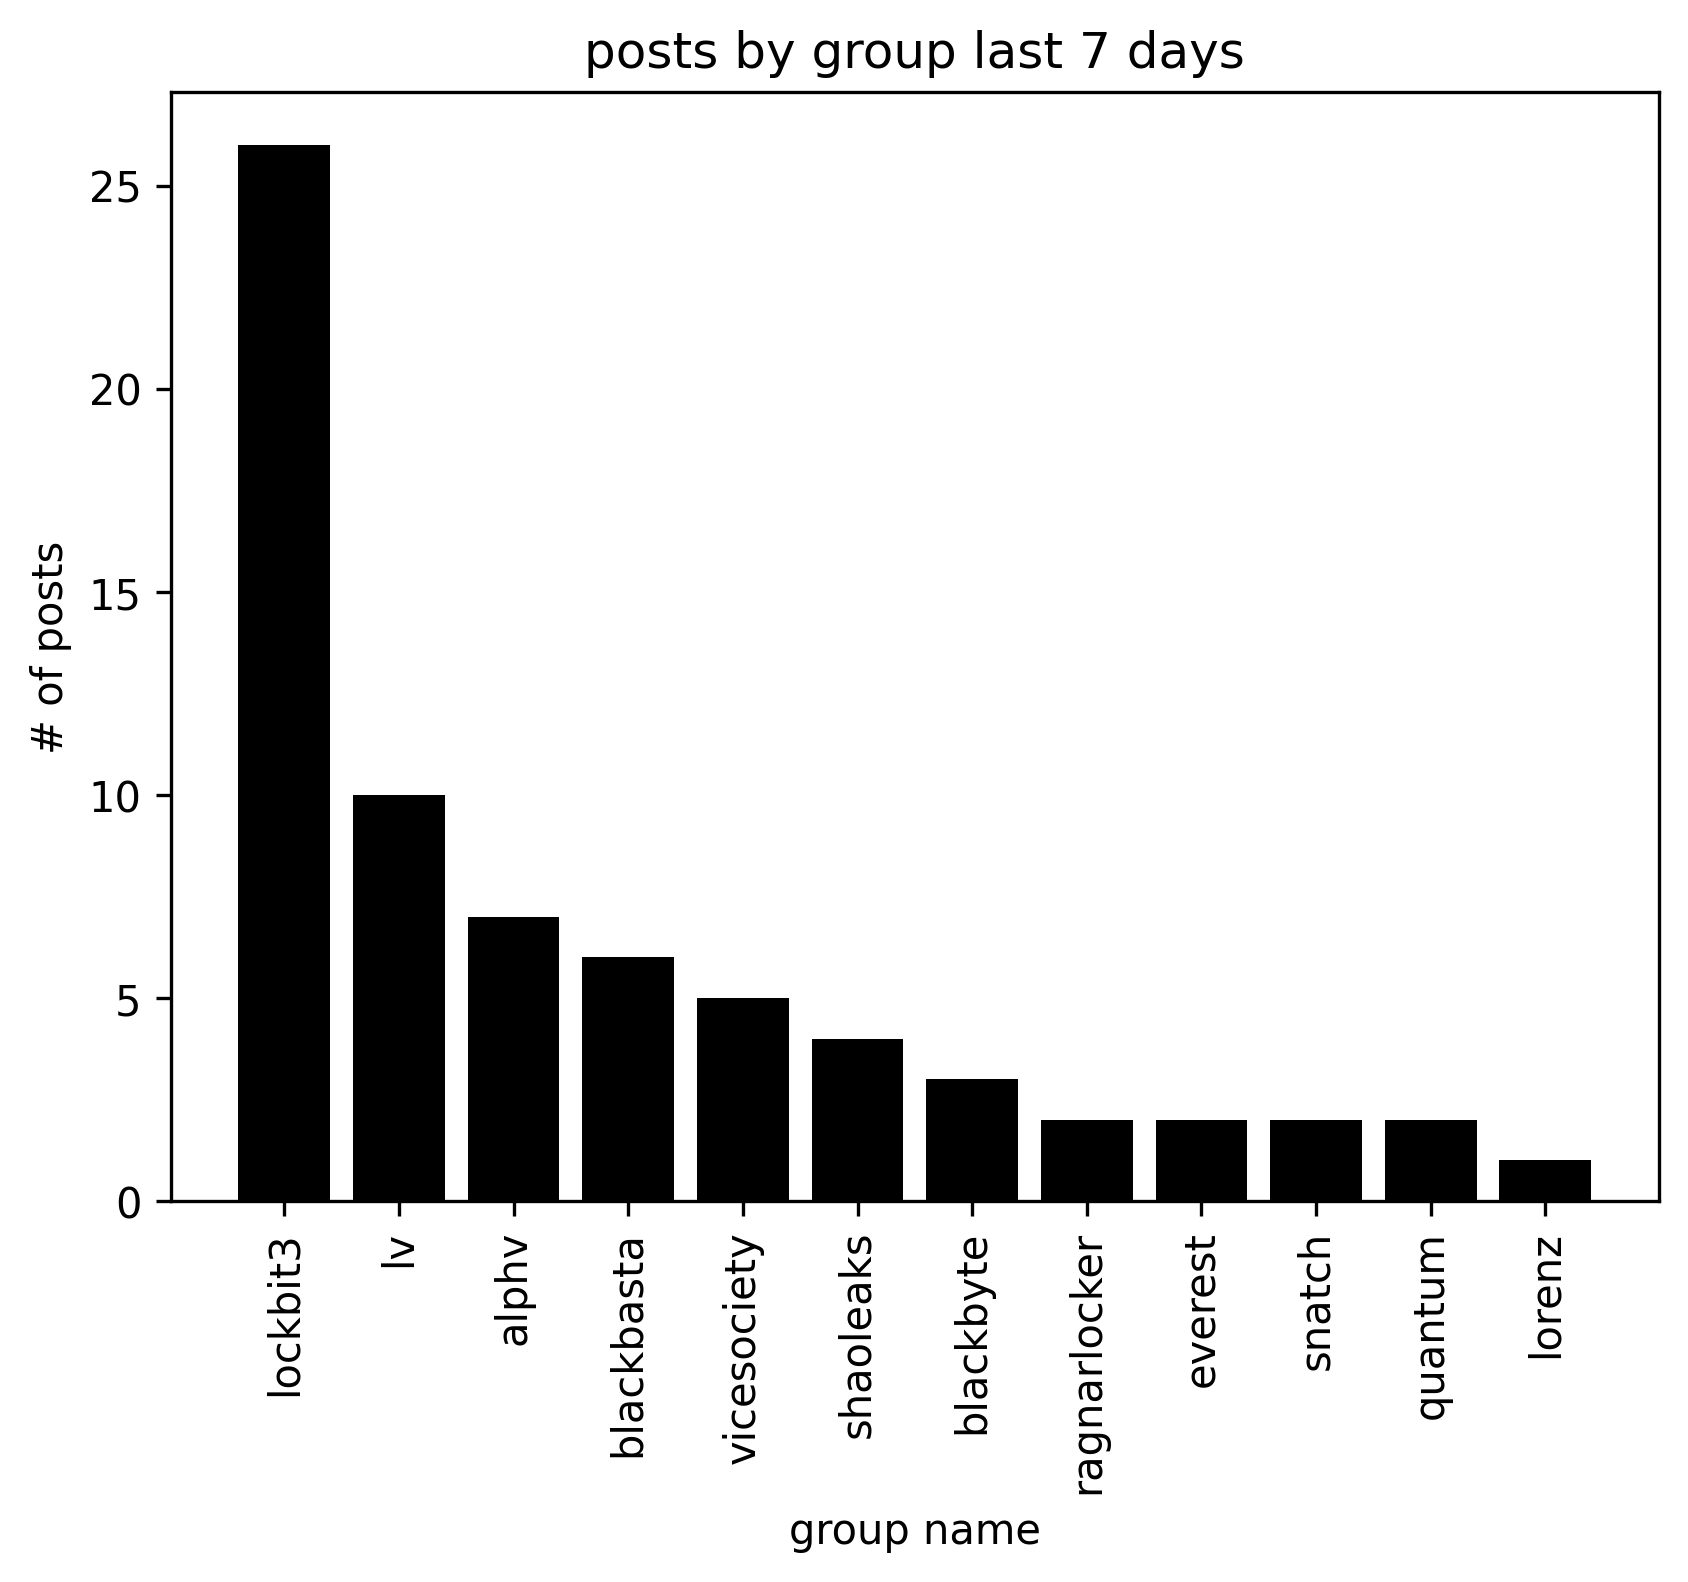 posts by group last 7 days
# of posts
25
20
15
10
5
0
lockbit3
lv
alphv
blackbasta
vicesociety
shaoleaks
blackbyte
ragnarlocker
everest
snatch
quantum
lorenz
group name